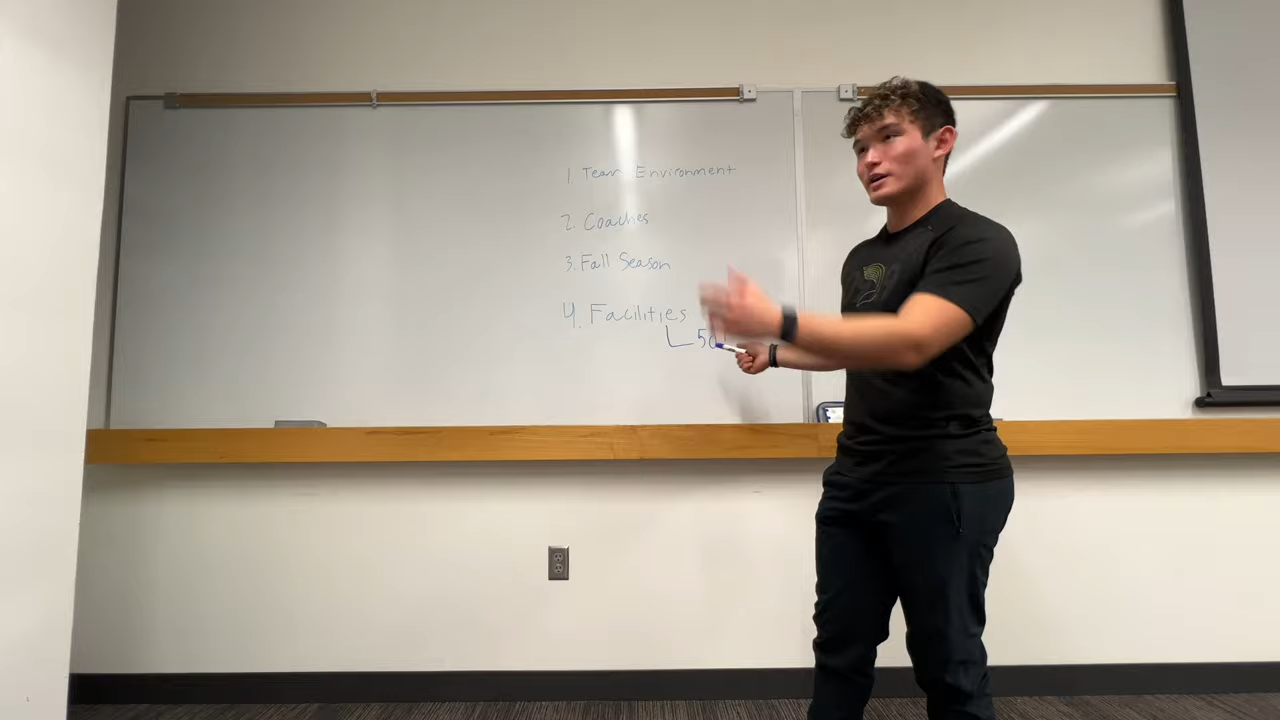 1. Team Environment
2. Coaches
3. Fall Season
4. Facilities